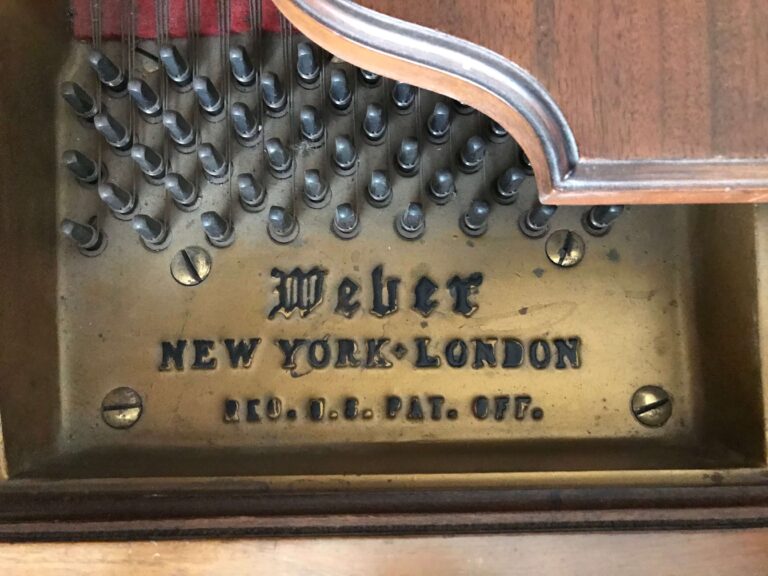 Weber
NEW YORK • LONDON
REG. U.S. PAT. OFF.